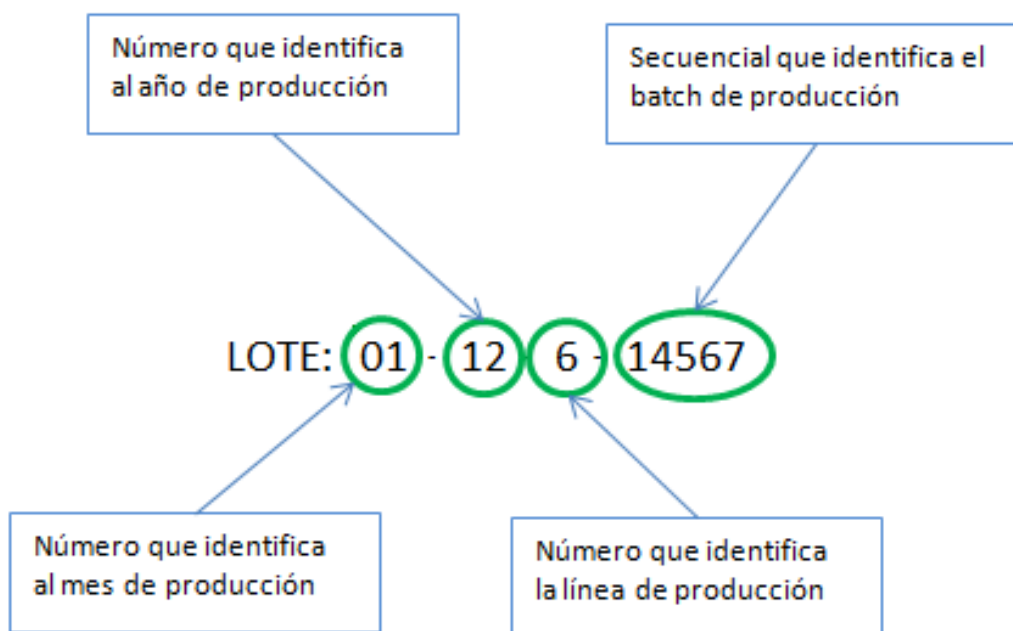 Número que identifica
al año de producción
Secuencial que identifica el
batch de producción
LOTE: 01 - 12 6 - 14567
Número que identifica
al mes de producción
Número que identifica
la línea de producción